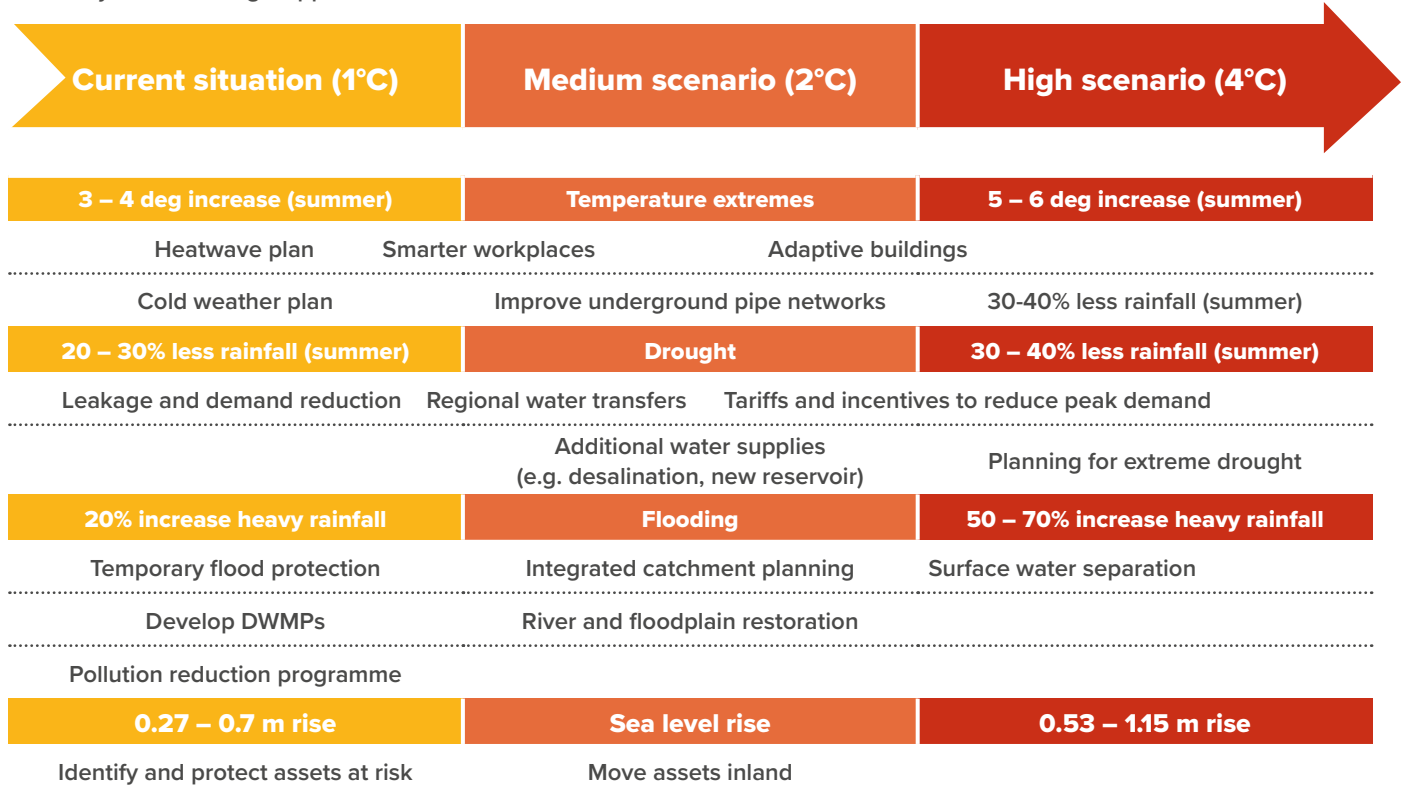 Current situation (1°C) Medium scenario (2°C) High scenario (4°C)
3 – 4 deg increase (summer) Temperature extremes 5 – 6 deg increase (summer)
Heatwave plan Smarter workplaces Adaptive buildings
Cold weather plan Improve underground pipe networks 30-40% less rainfall (summer)
20 – 30% less rainfall (summer) Drought 30 – 40% less rainfall (summer)
Leakage and demand reduction Regional water transfers Tariffs and incentives to reduce peak demand
Additional water supplies
(e.g. desalination, new reservoir) Planning for extreme drought
20% increase heavy rainfall Flooding 50 – 70% increase heavy rainfall
Temporary flood protection Integrated catchment planning Surface water separation
Develop DWMPs River and floodplain restoration
Pollution reduction programme
0.27 – 0.7 m rise Sea level rise 0.53 – 1.15 m rise
Identify and protect assets at risk Move assets inland